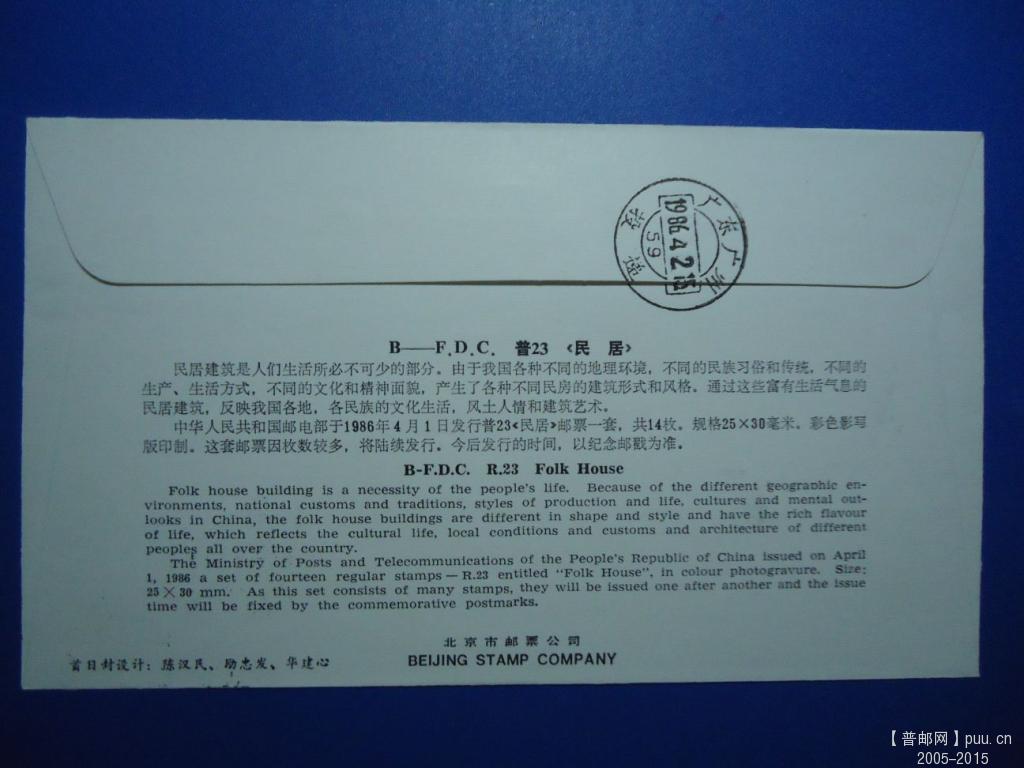 广东广州
1986.4.2.15
59
投递
B——F.D.C. 普23 《民 居》
民居建筑是人们生活所必不可少的部分。由于我国各种不同的地理环境，不同的民族习俗和传统，不同的
生产、生活方式，不同的文化和精神面貌，产生了各种不同民房的建筑形式和风格。通过这些富有生活气息的
民居建筑，反映我国各地，各民族的文化生活，风土人情和建筑艺术。
中华人民共和国邮电部于1986年4月1日发行普23《民居》邮票一套，共14枚。规格25×30毫米。彩色影写
版印制。这套邮票因枚数较多，将陆续发行。今后发行的时间，以纪念邮戳为准。
B-F.D.C. R.23 Folk House
Folk house building is a necessity of the people's life. Because of the different geographic en-
vironments, national customs and traditions, styles of production and life, cultures and mental out-
looks in China, the folk house buildings are different in shape and style and have the rich flavour
of life, which reflects the cultural life, local conditions and customs and architecture of different
peoples all over the country.
The Ministry of Posts and Telecommunications of the People's Republic of China issued on April
1, 1986 a set of fourteen regular stamps — R.23 entitled "Folk House", in colour photogravure. Size:
25×30 mm. As this set consists of many stamps, they will be issued one after another and the issue
time will be fixed by the commemorative postmarks.
北京市邮票公司
首日封设计：陈汉民、励忠发、华建心
BEIJING STAMP COMPANY
【普邮网】puu.cn
2005-2015